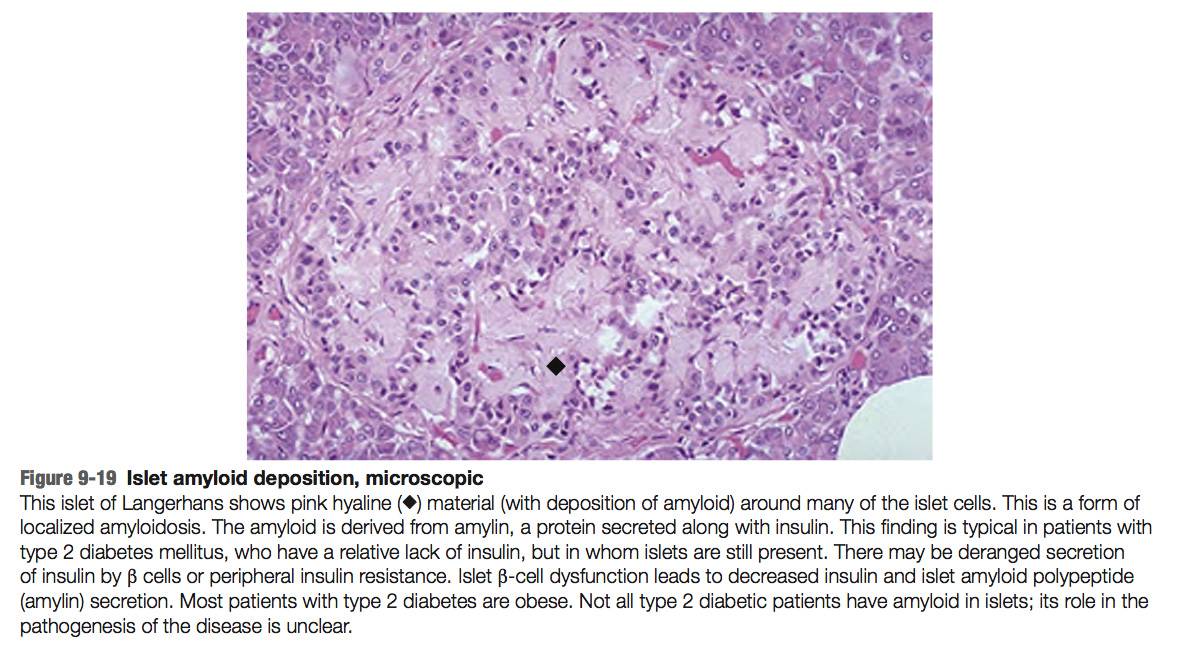 Figure 9-19 Islet amyloid deposition, microscopic
This islet of Langerhans shows pink hyaline (◆) material (with deposition of amyloid) around many of the islet cells. This is a form of
localized amyloidosis. The amyloid is derived from amylin, a protein secreted along with insulin. This finding is typical in patients with
type 2 diabetes mellitus, who have a relative lack of insulin, but in whom islets are still present. There may be deranged secretion
of insulin by β cells or peripheral insulin resistance. Islet β-cell dysfunction leads to decreased insulin and islet amyloid polypeptide
(amylin) secretion. Most patients with type 2 diabetes are obese. Not all type 2 diabetic patients have amyloid in islets; its role in the
pathogenesis of the disease is unclear.